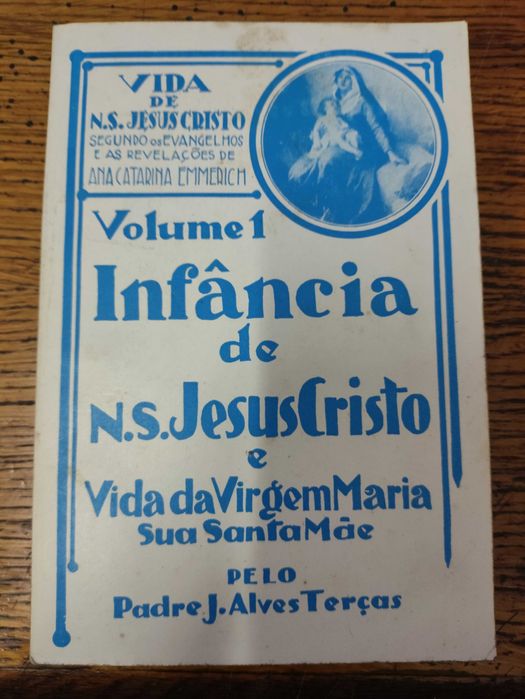 VIDA
DE
N.S. JESUS CRISTO
SEGUNDO OS EVANGELHOS
E AS REVELAÇÕES DE
ANA CATARINA EMMERICH
Volume 1
Infância
de
N.S. Jesus Cristo
e
Vida da Virgem Maria
Sua Santa Mãe
PELO
Padre J. Alves Terças